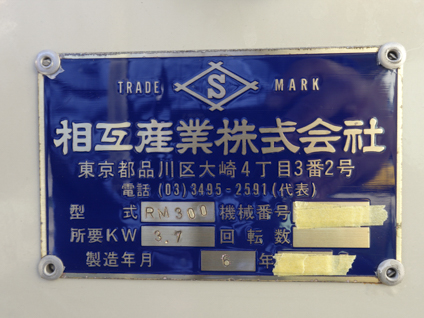 TRADE S MARK
相互産業株式会社
東京都品川区大崎4丁目3番2号
電話 (03)3495-2591(代表)
型式 RM300 機械番号
所要KW 3.7 回転数
製造年月 年